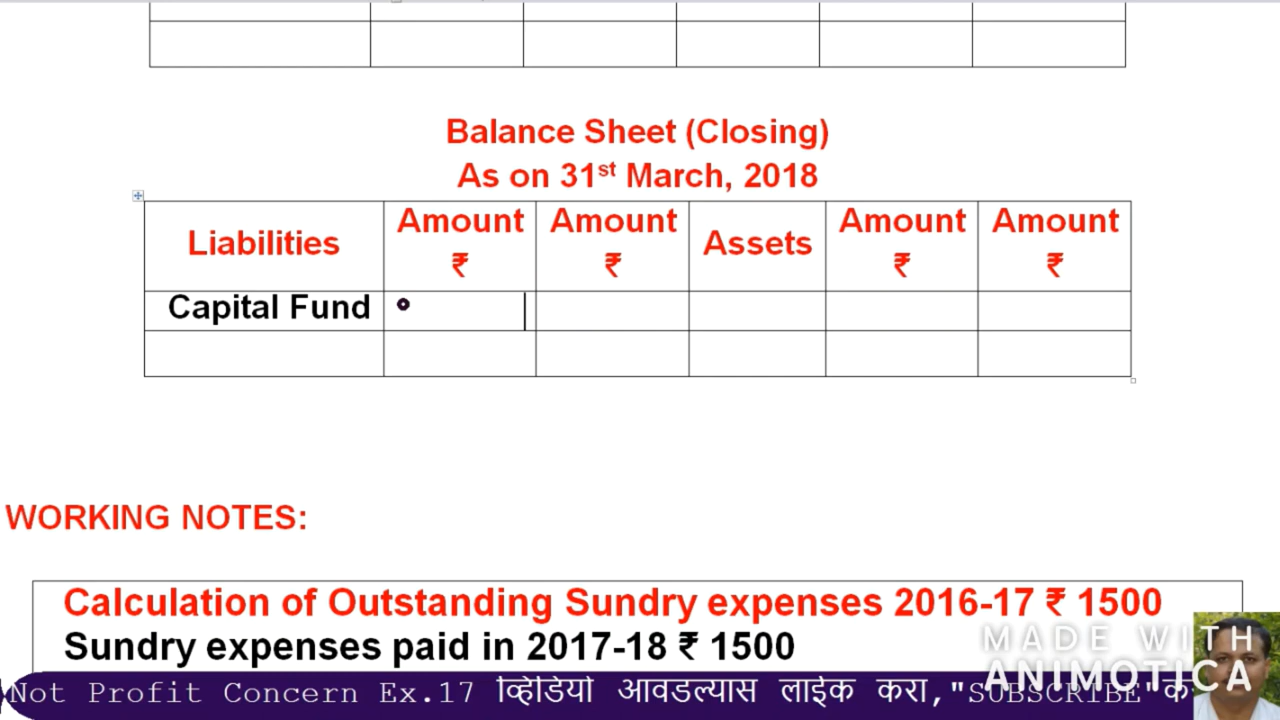 Balance Sheet (Closing)
As on 31st March, 2018
Liabilities Amount ₹ Amount ₹ Assets Amount ₹ Amount ₹
Capital Fund
WORKING NOTES:
Calculation of Outstanding Sundry expenses 2016-17 ₹ 1500
Sundry expenses paid in 2017-18 ₹ 1500
MADE WITH
ANIMOTICA
Not Profit Concern Ex.17 व्हिडियो आवडल्यास लाईक करा,"SUBSCRIBE"